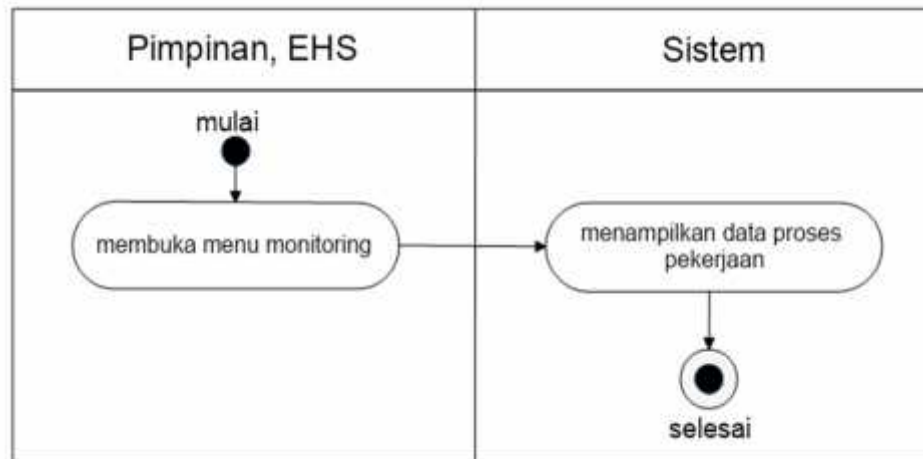 Pimpinan, EHS
Sistem
mulai
membuka menu monitoring
menampilkan data proses
pekerjaan
selesai